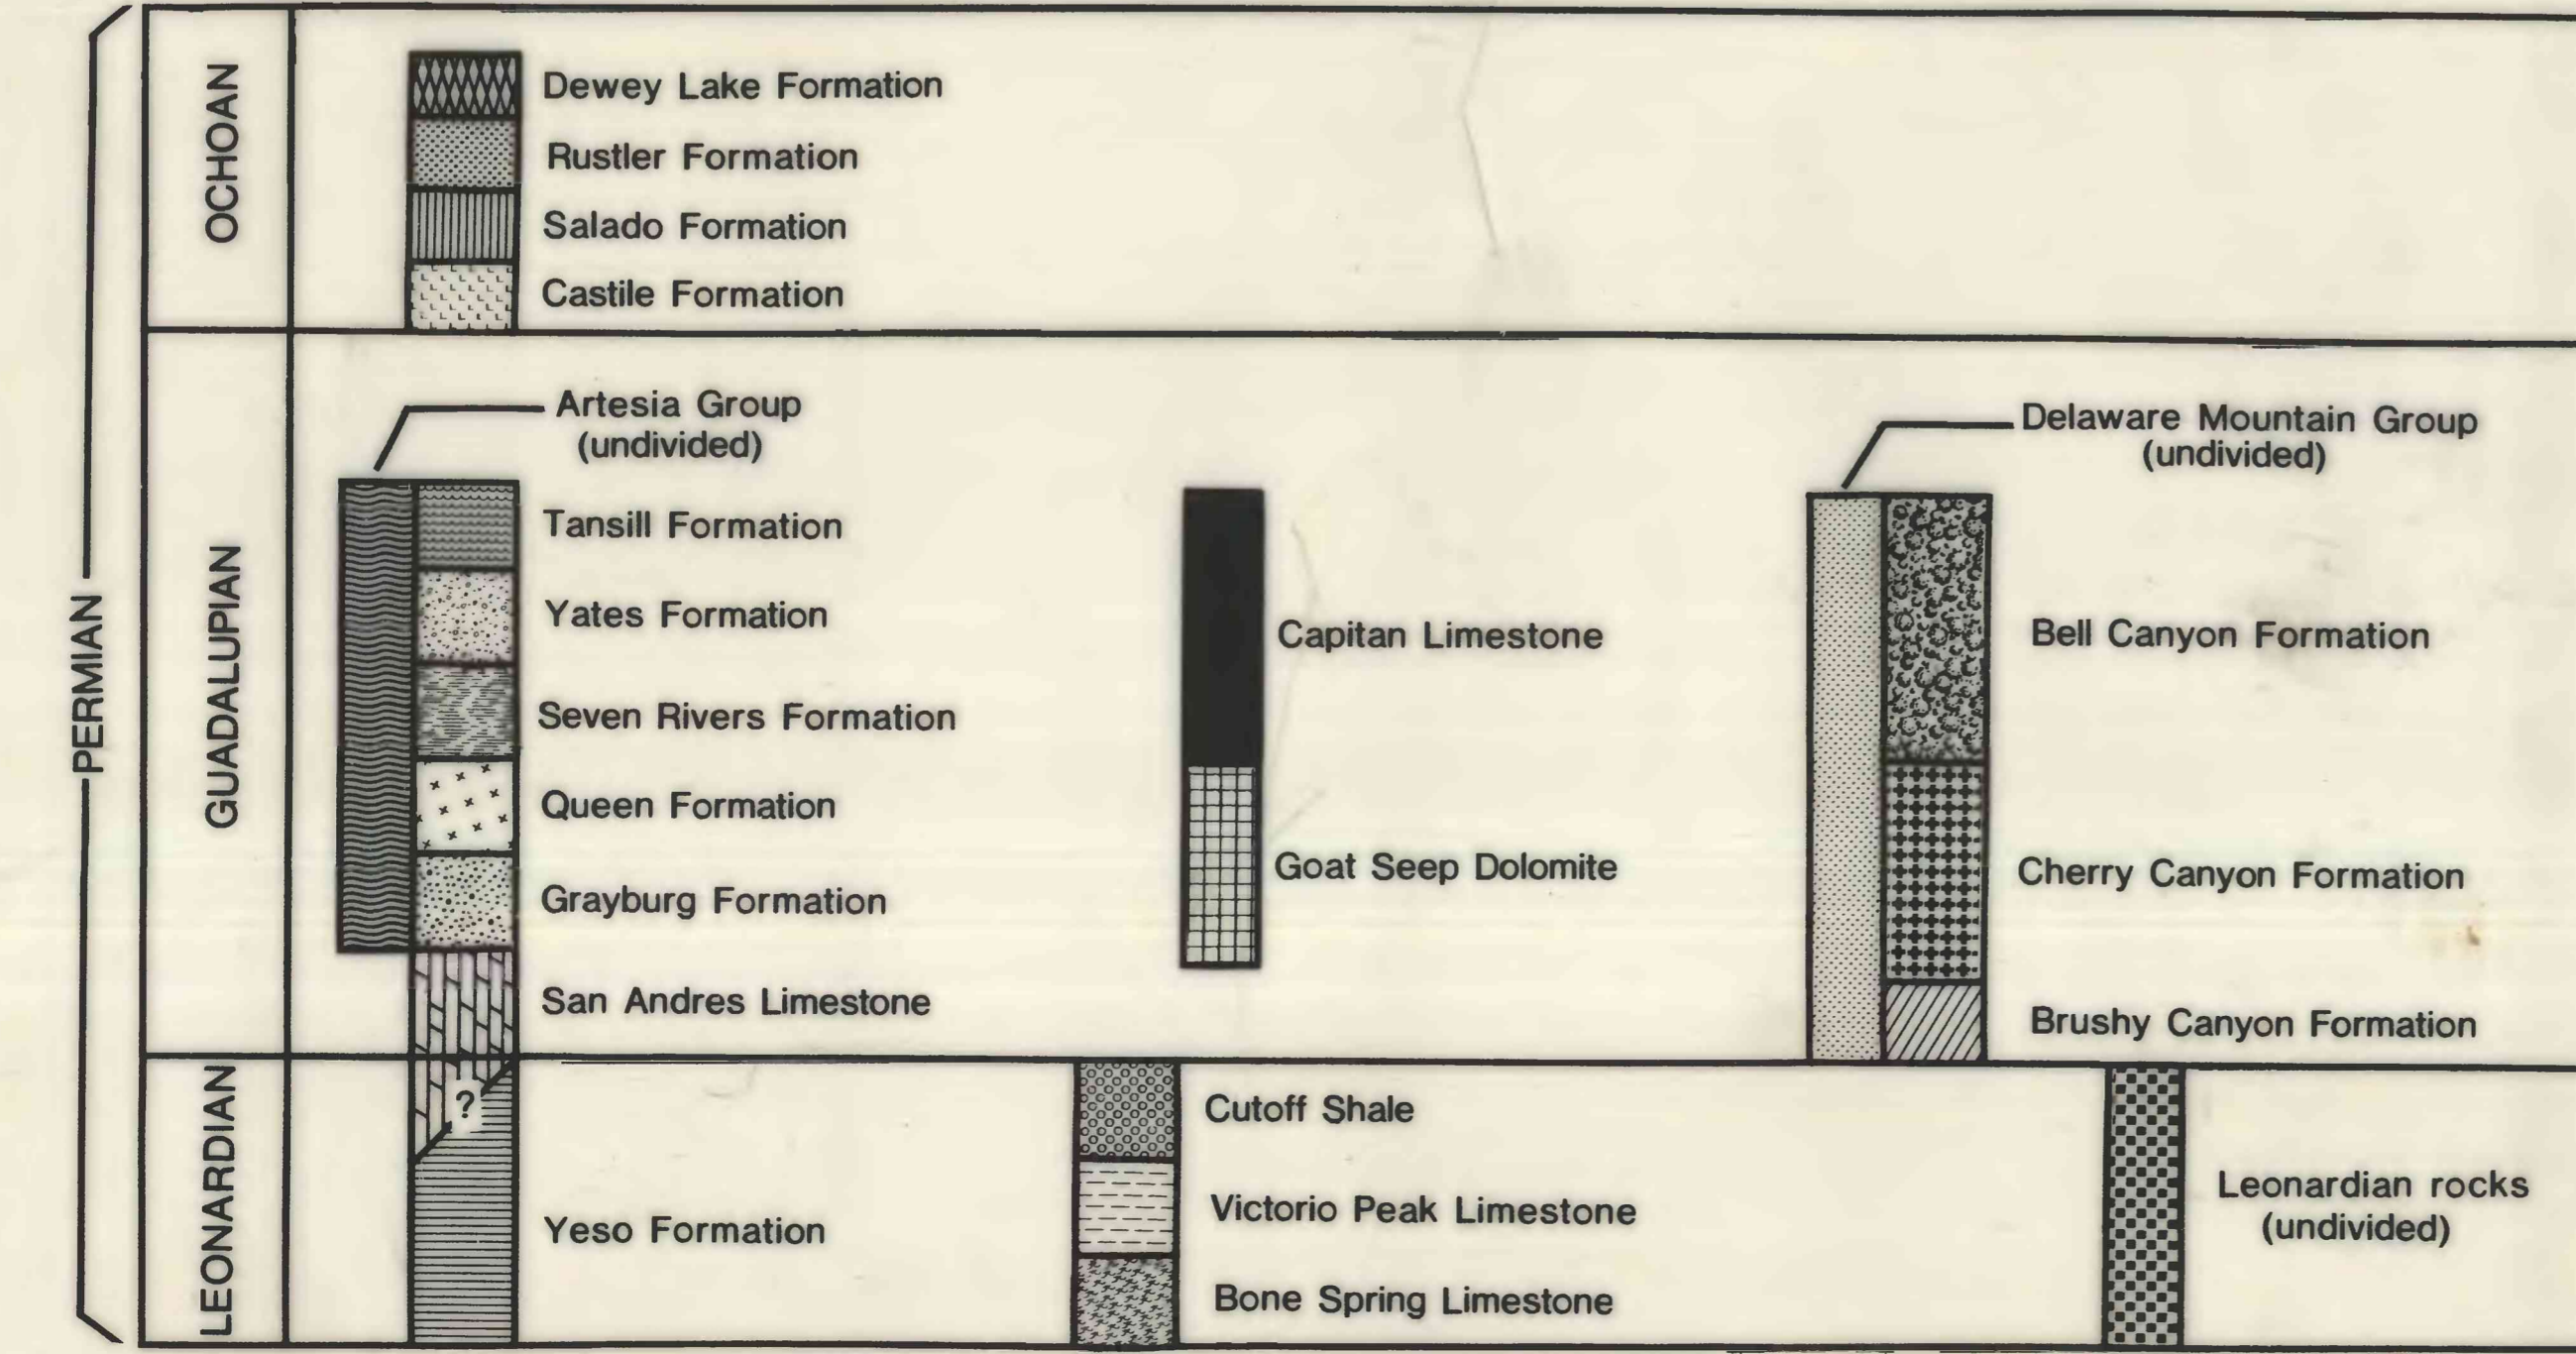 PERMIAN
OCHOAN
Dewey Lake Formation
Rustler Formation
Salado Formation
Castile Formation
GUADALUPIAN
Artesia Group
(undivided)
Tansill Formation
Yates Formation
Seven Rivers Formation
Queen Formation
Grayburg Formation
San Andres Limestone
Capitan Limestone
Goat Seep Dolomite
Delaware Mountain Group
(undivided)
Bell Canyon Formation
Cherry Canyon Formation
Brushy Canyon Formation
LEONARDIAN
?
Yeso Formation
Cutoff Shale
Victorio Peak Limestone
Bone Spring Limestone
Leonardian rocks
(undivided)